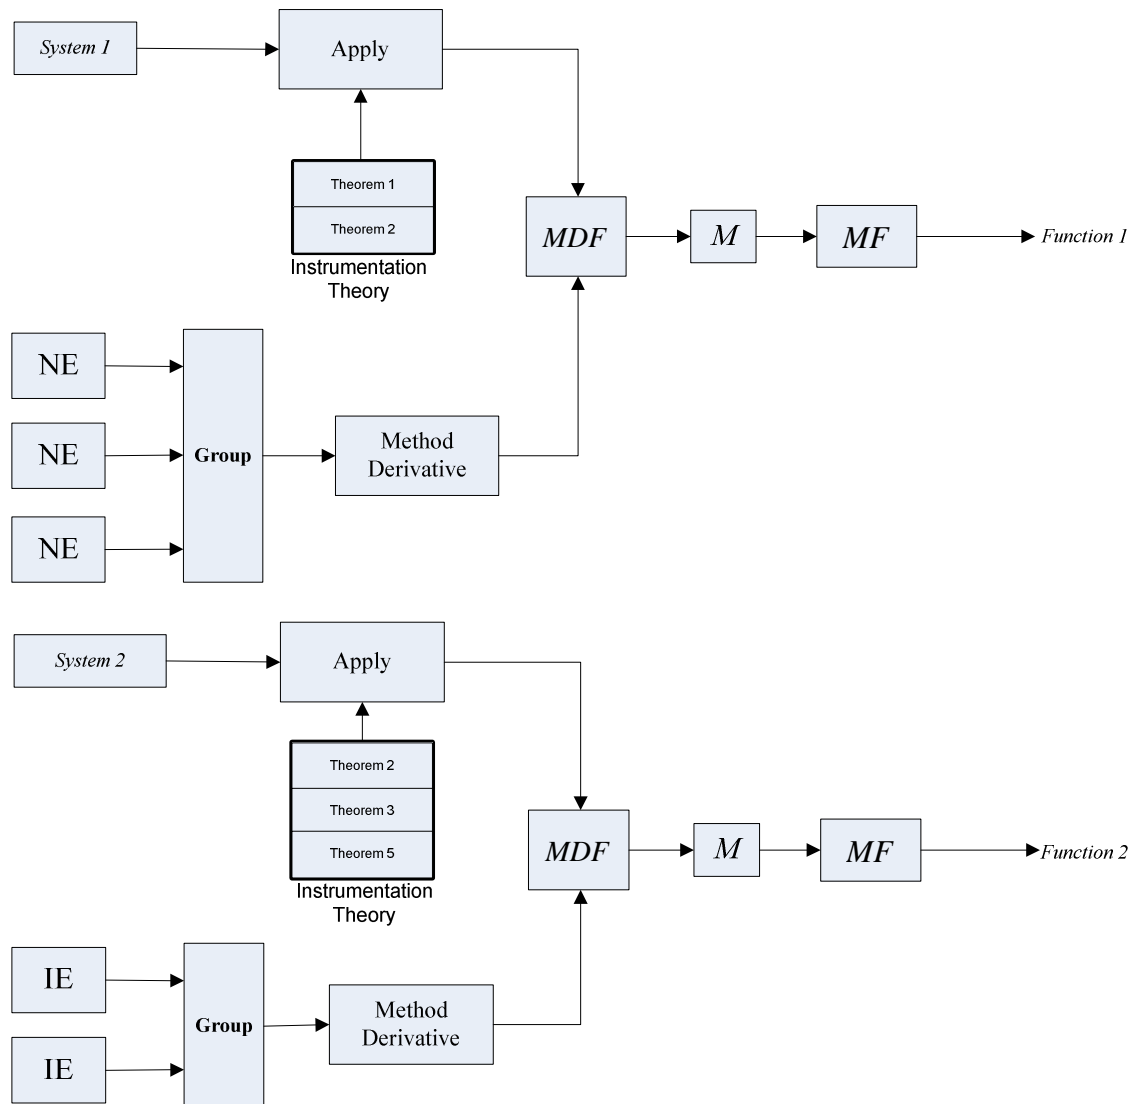 System 1
Apply
Theorem 1
Theorem 2
Instrumentation
Theory
MDF
M
MF
Function 1
NE
NE
NE
Group
Method
Derivative
System 2
Apply
Theorem 2
Theorem 3
Theorem 5
Instrumentation
Theory
MDF
M
MF
Function 2
IE
IE
Group
Method
Derivative